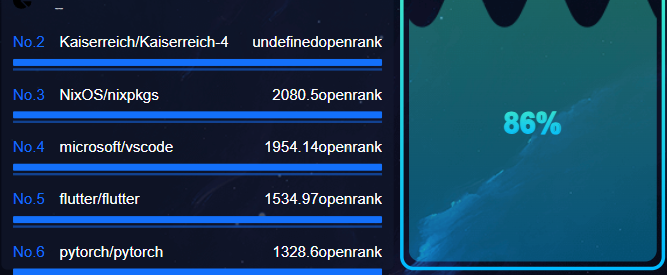 No.2 Kaiserreich/Kaiserreich-4 undefinedopenrank
No.3 NixOS/nixpkgs 2080.5openrank
No.4 microsoft/vscode 1954.14openrank
86%
No.5 flutter/flutter 1534.97openrank
No.6 pytorch/pytorch 1328.6openrank